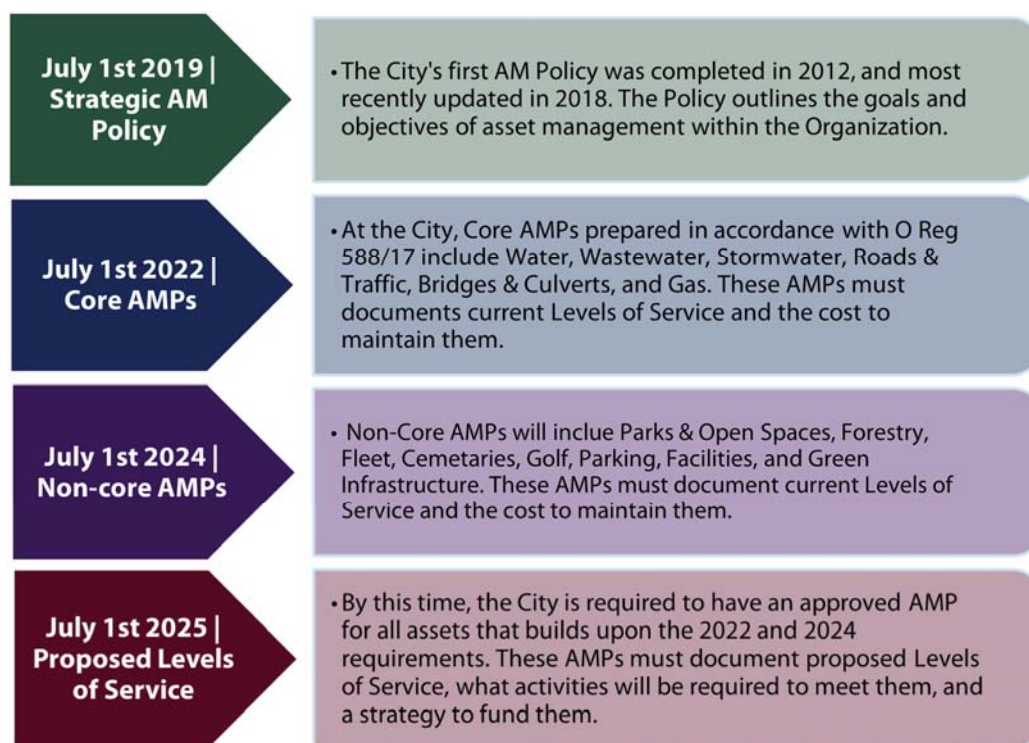 July 1st 2019 |
Strategic AM
Policy
• The City's first AM Policy was completed in 2012, and most
recently updated in 2018. The Policy outlines the goals and
objectives of asset management within the Organization.
July 1st 2022 |
Core AMPs
• At the City, Core AMPs prepared in accordance with O Reg
588/17 include Water, Wastewater, Stormwater, Roads &
Traffic, Bridges & Culverts, and Gas. These AMPs must
documents current Levels of Service and the cost to
maintain them.
July 1st 2024 |
Non-core AMPs
• Non-Core AMPs will inclue Parks & Open Spaces, Forestry,
Fleet, Cemetaries, Golf, Parking, Facilities, and Green
Infrastructure. These AMPs must document current Levels of
Service and the cost to maintain them.
July 1st 2025 |
Proposed Levels
of Service
• By this time, the City is required to have an approved AMP
for all assets that builds upon the 2022 and 2024
requirements. These AMPs must document proposed Levels
of Service, what activities will be required to meet them, and
a strategy to fund them.